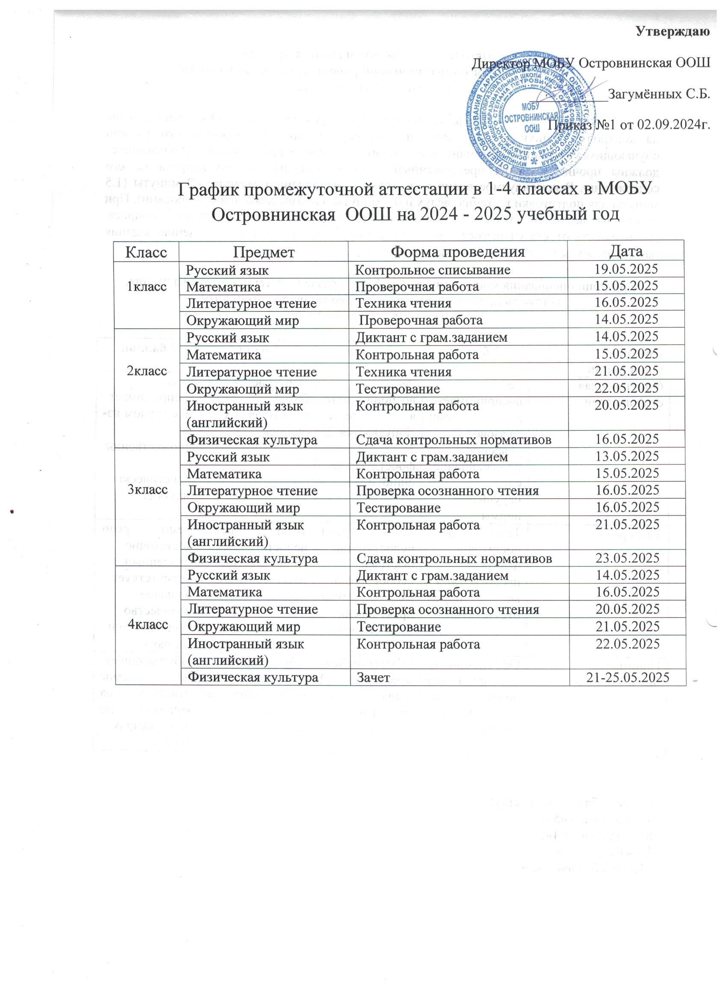 Утверждаю
Директор МОБУ Островнинская ООШ
Загумённых С.Б.
Приказ №1 от 02.09.2024г.
МОБУ
ОСТРОВНИНСКАЯ
ООШ
График промежуточной аттестации в 1-4 классах в МОБУ
Островнинская ООШ на 2024 - 2025 учебный год
Класс Предмет Форма проведения Дата
1класс
Русский язык Контрольное списывание 19.05.2025
Математика Проверочная работа 15.05.2025
Литературное чтение Техника чтения 16.05.2025
Окружающий мир Проверочная работа 14.05.2025
2класс
Русский язык Диктант с грам.заданием 14.05.2025
Математика Контрольная работа 15.05.2025
Литературное чтение Техника чтения 21.05.2025
Окружающий мир Тестирование 22.05.2025
Иностранный язык Контрольная работа 20.05.2025
(английский)
Физическая культура Сдача контрольных нормативов 16.05.2025
3класс
Русский язык Диктант с грам.заданием 13.05.2025
Математика Контрольная работа 15.05.2025
Литературное чтение Проверка осознанного чтения 16.05.2025
Окружающий мир Тестирование 16.05.2025
Иностранный язык Контрольная работа 21.05.2025
(английский)
Физическая культура Сдача контрольных нормативов 23.05.2025
4класс
Русский язык Диктант с грам.заданием 14.05.2025
Математика Контрольная работа 16.05.2025
Литературное чтение Проверка осознанного чтения 20.05.2025
Окружающий мир Тестирование 21.05.2025
Иностранный язык Контрольная работа 22.05.2025
(английский)
Физическая культура Зачет 21-25.05.2025